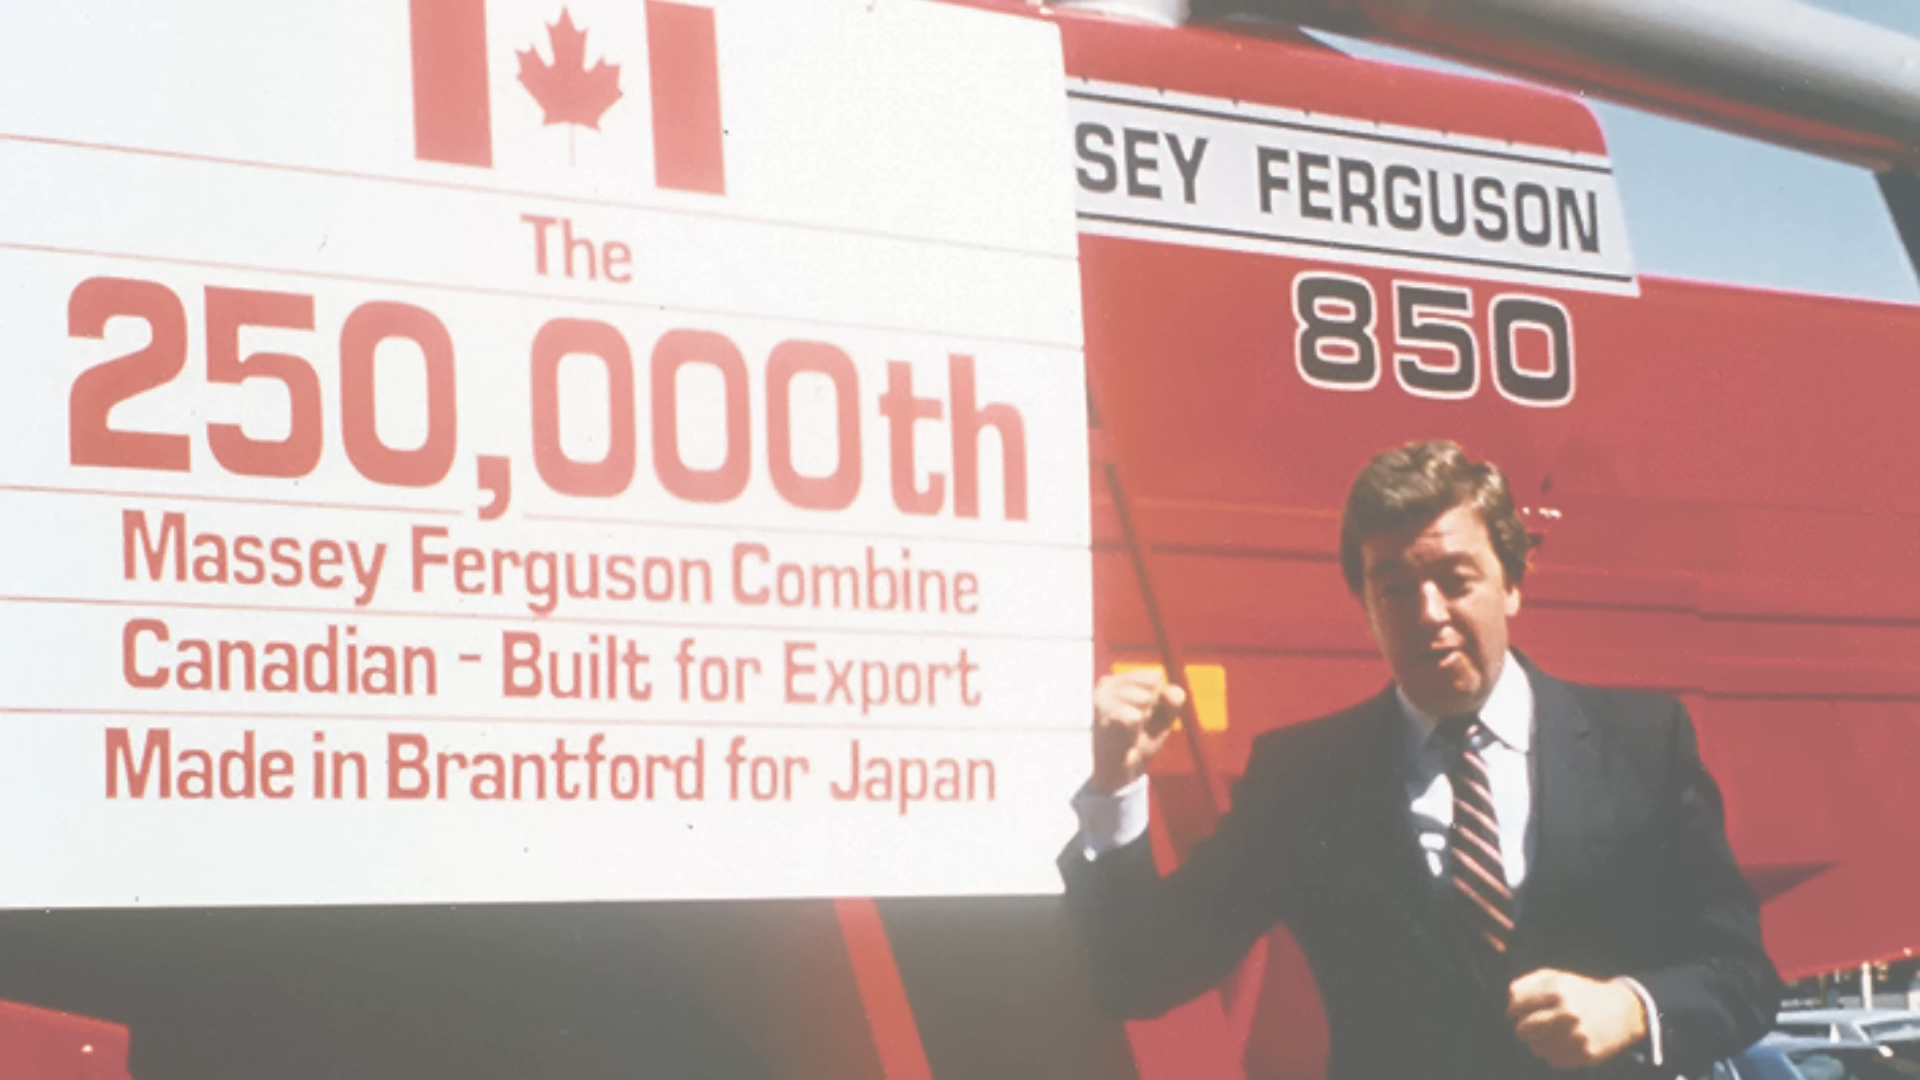 The
250,000th
Massey Ferguson Combine
Canadian - Built for Export
Made in Brantford for Japan
SEY FERGUSON
850